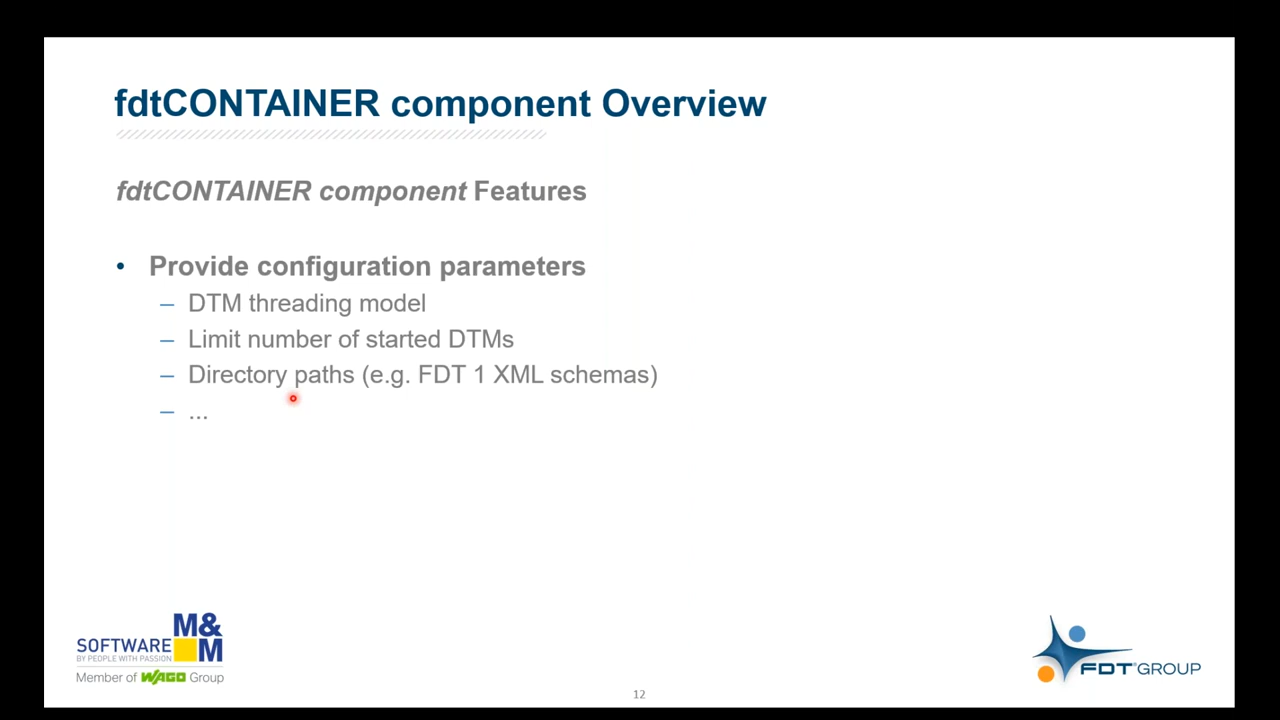 fdtCONTAINER component Overview
fdtCONTAINER component Features
• Provide configuration parameters
– DTM threading model
– Limit number of started DTMs
– Directory paths (e.g. FDT 1 XML schemas)
– ...
M&M
SOFTWARE
BY PEOPLE WITH PASSION
Member of WAGO Group
FDT® GROUP
12